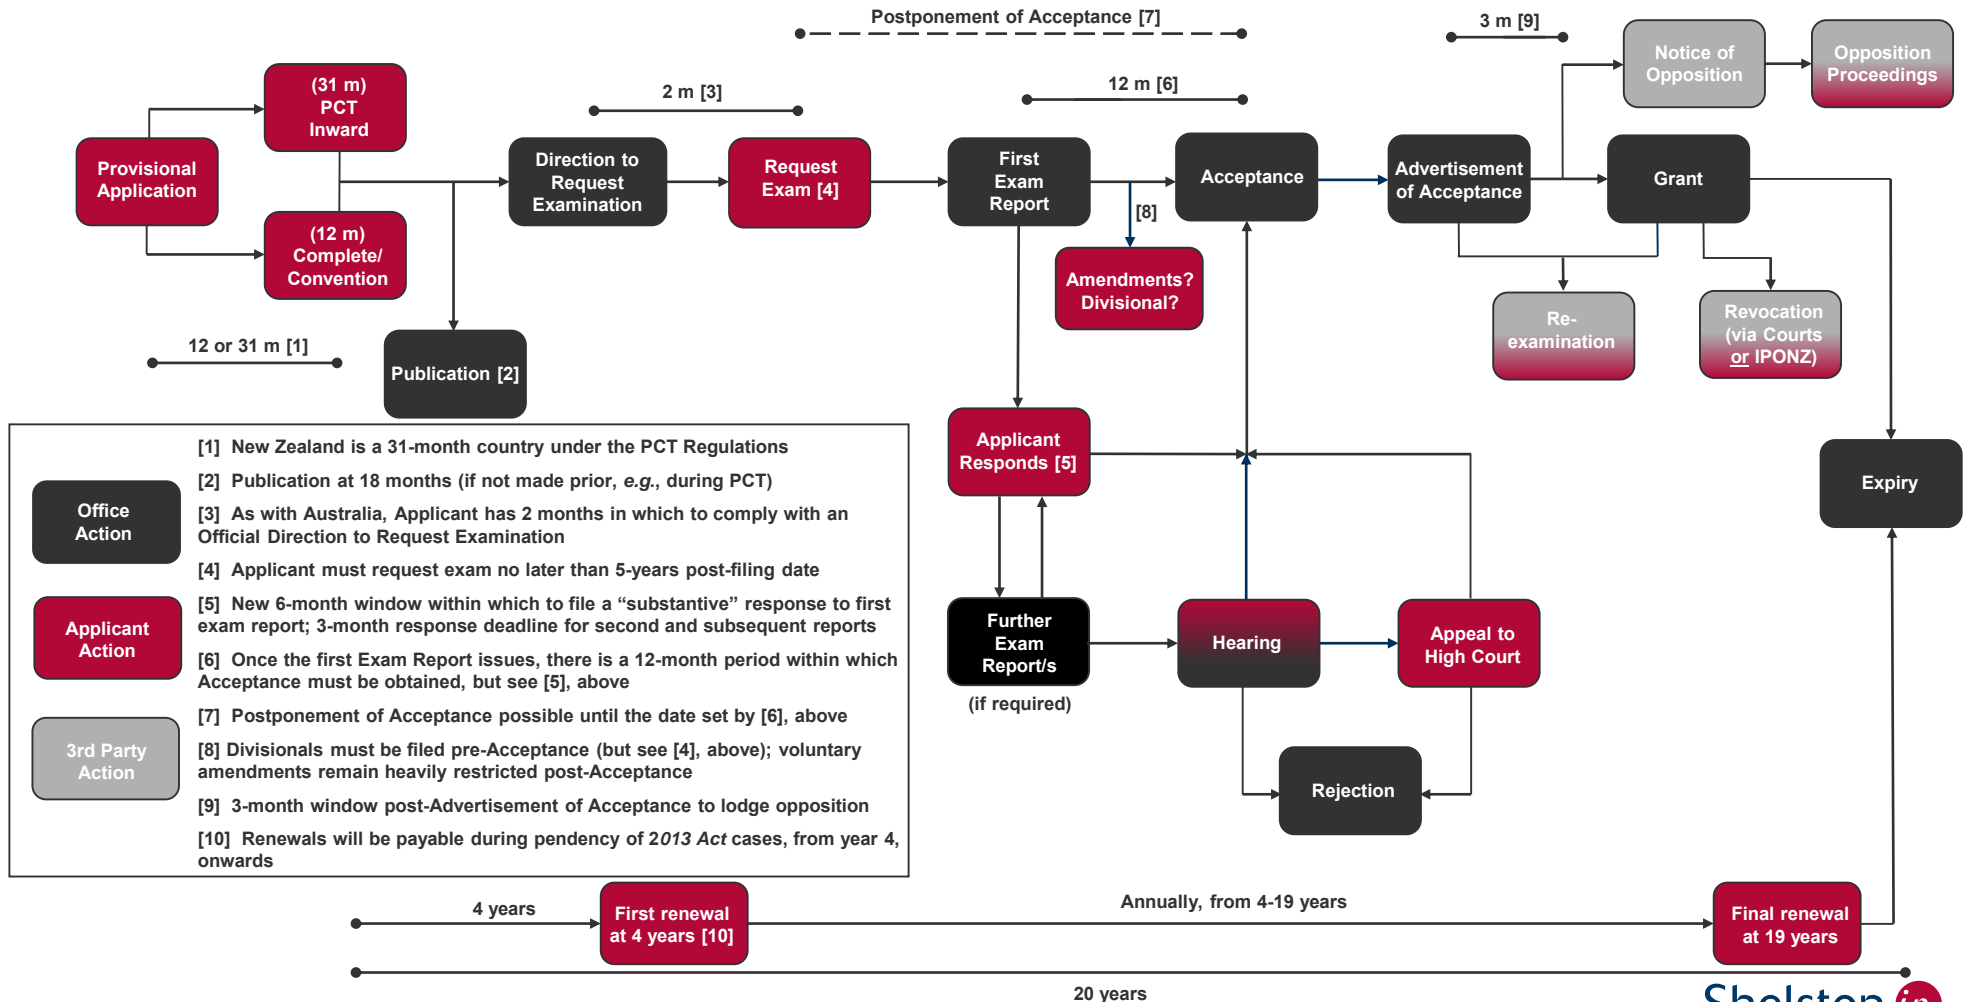 Postponement of Acceptance [7]
3 m [9]
Notice of
Opposition
Opposition
Proceedings
(31 m)
PCT
Inward
2 m [3]
12 m [6]
Provisional
Application
Direction to
Request
Examination
Request
Exam [4]
First
Exam
Report
Acceptance
Advertisement
of Acceptance
Grant
[8]
(12 m)
Complete/
Convention
Amendments?
Divisional?
Re-
examination
Revocation
(via Courts
or IPONZ)
12 or 31 m [1]
Publication [2]
Applicant
Responds [5]
Expiry
[1] New Zealand is a 31-month country under the PCT Regulations
[2] Publication at 18 months (if not made prior, e.g., during PCT)
[3] As with Australia, Applicant has 2 months in which to comply with an
Official Direction to Request Examination
[4] Applicant must request exam no later than 5-years post-filing date
[5] New 6-month window within which to file a “substantive” response to first
exam report; 3-month response deadline for second and subsequent reports
[6] Once the first Exam Report issues, there is a 12-month period within which
Acceptance must be obtained, but see [5], above
[7] Postponement of Acceptance possible until the date set by [6], above
[8] Divisionals must be filed pre-Acceptance (but see [4], above); voluntary
amendments remain heavily restricted post-Acceptance
[9] 3-month window post-Advertisement of Acceptance to lodge opposition
[10] Renewals will be payable during pendency of 2013 Act cases, from year 4,
onwards
Office
Action
Applicant
Action
3rd Party
Action
Further
Exam
Report/s
(if required)
Hearing
Appeal to
High Court
Rejection
4 years
First renewal
at 4 years [10]
Annually, from 4-19 years
Final renewal
at 19 years
20 years
Shelston ip